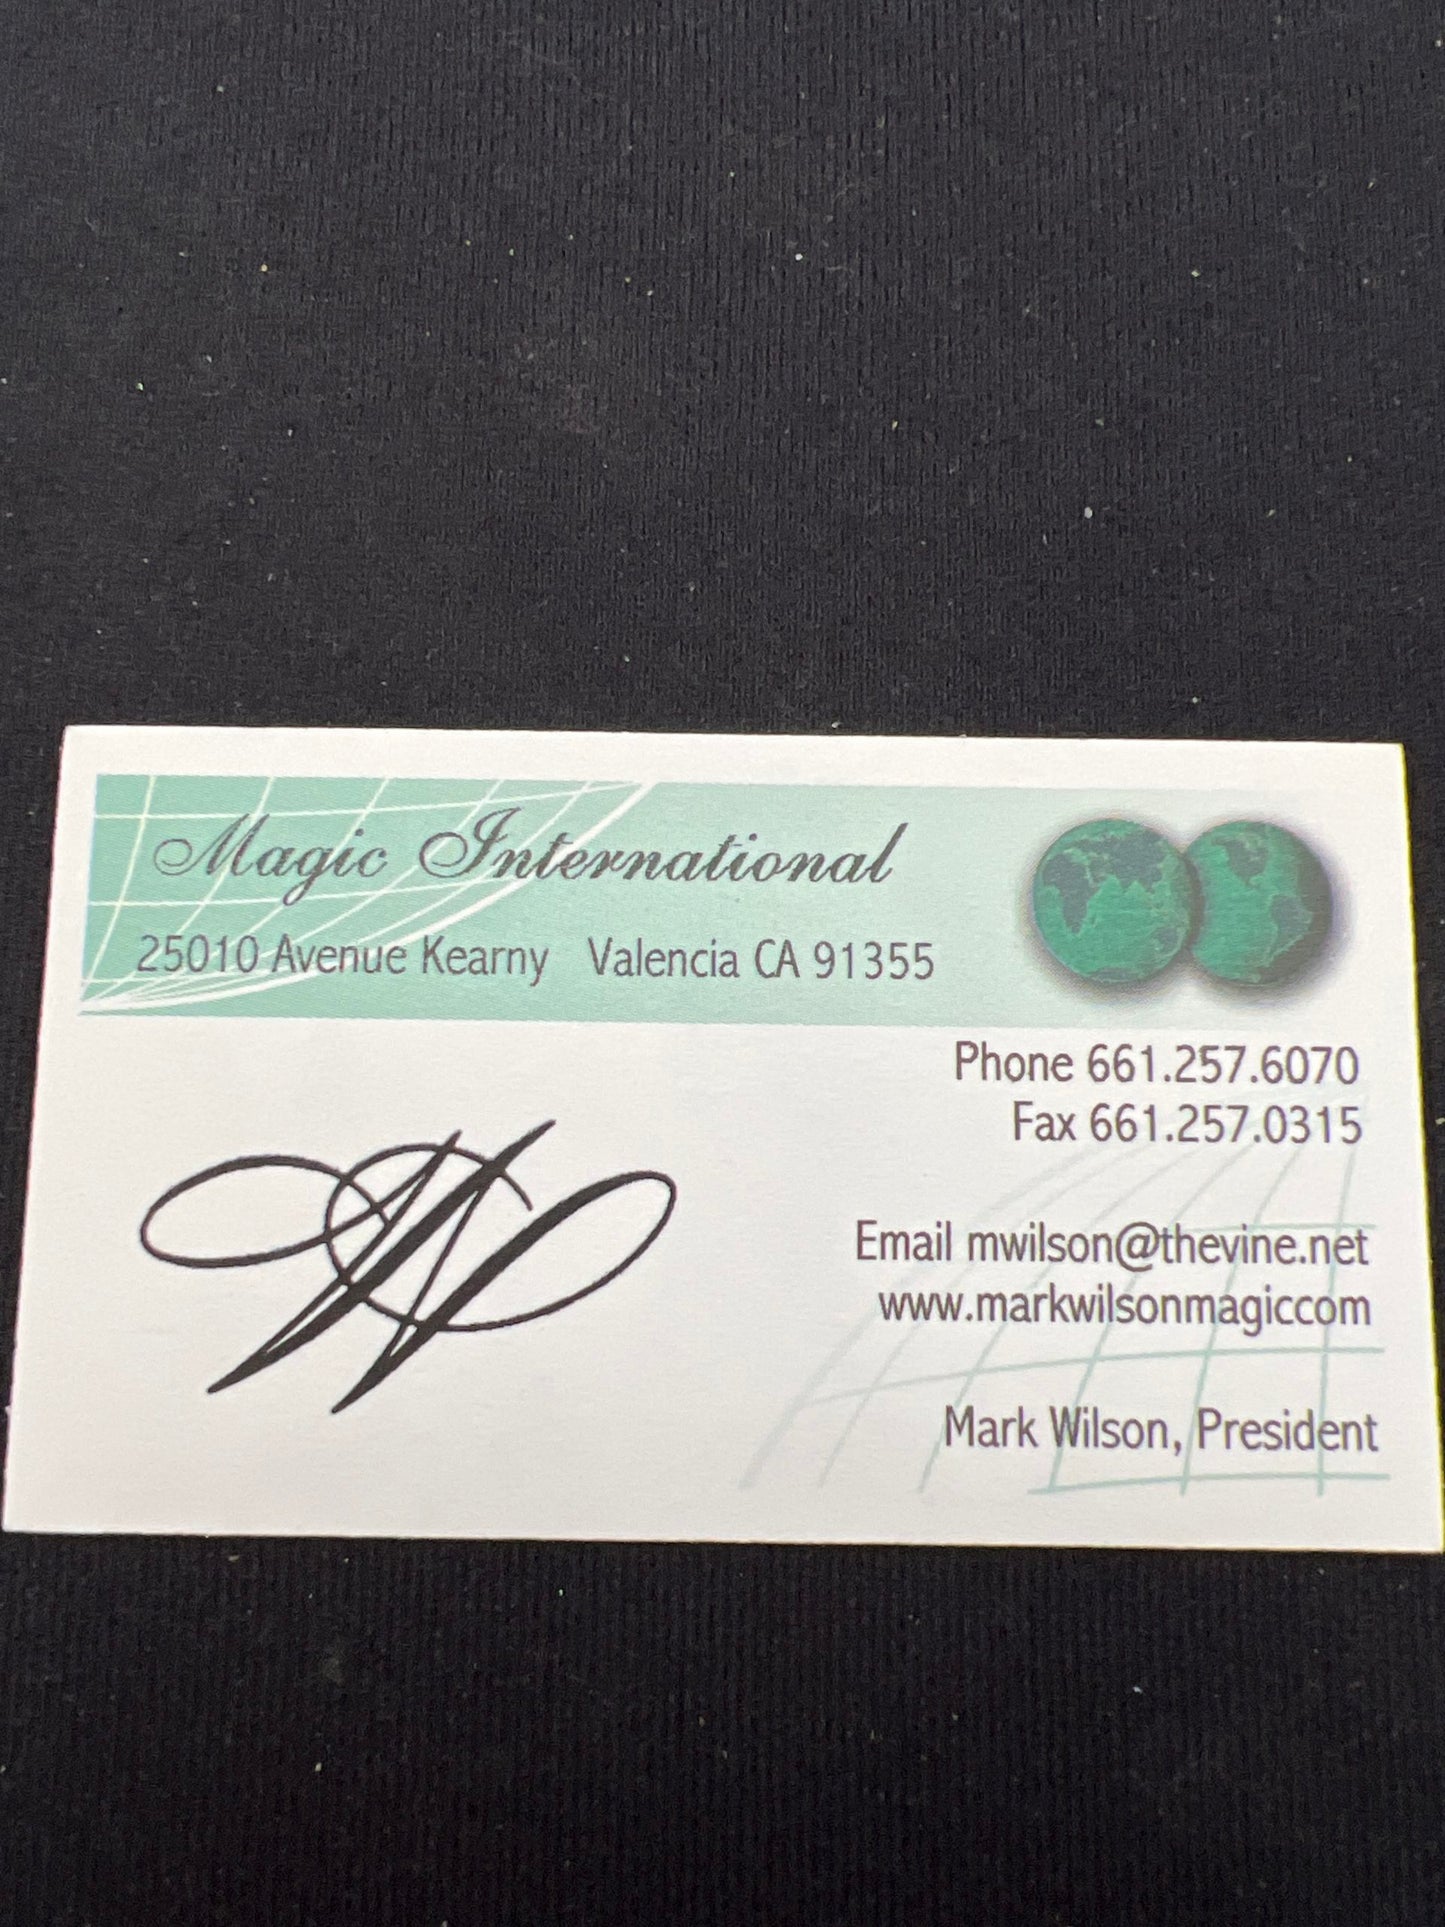 Magic International
25010 Avenue Kearny Valencia CA 91355
Phone 661.257.6070
Fax 661.257.0315
Email mwilson@thevine.net
www.markwilsonmagiccom
Mark Wilson, President